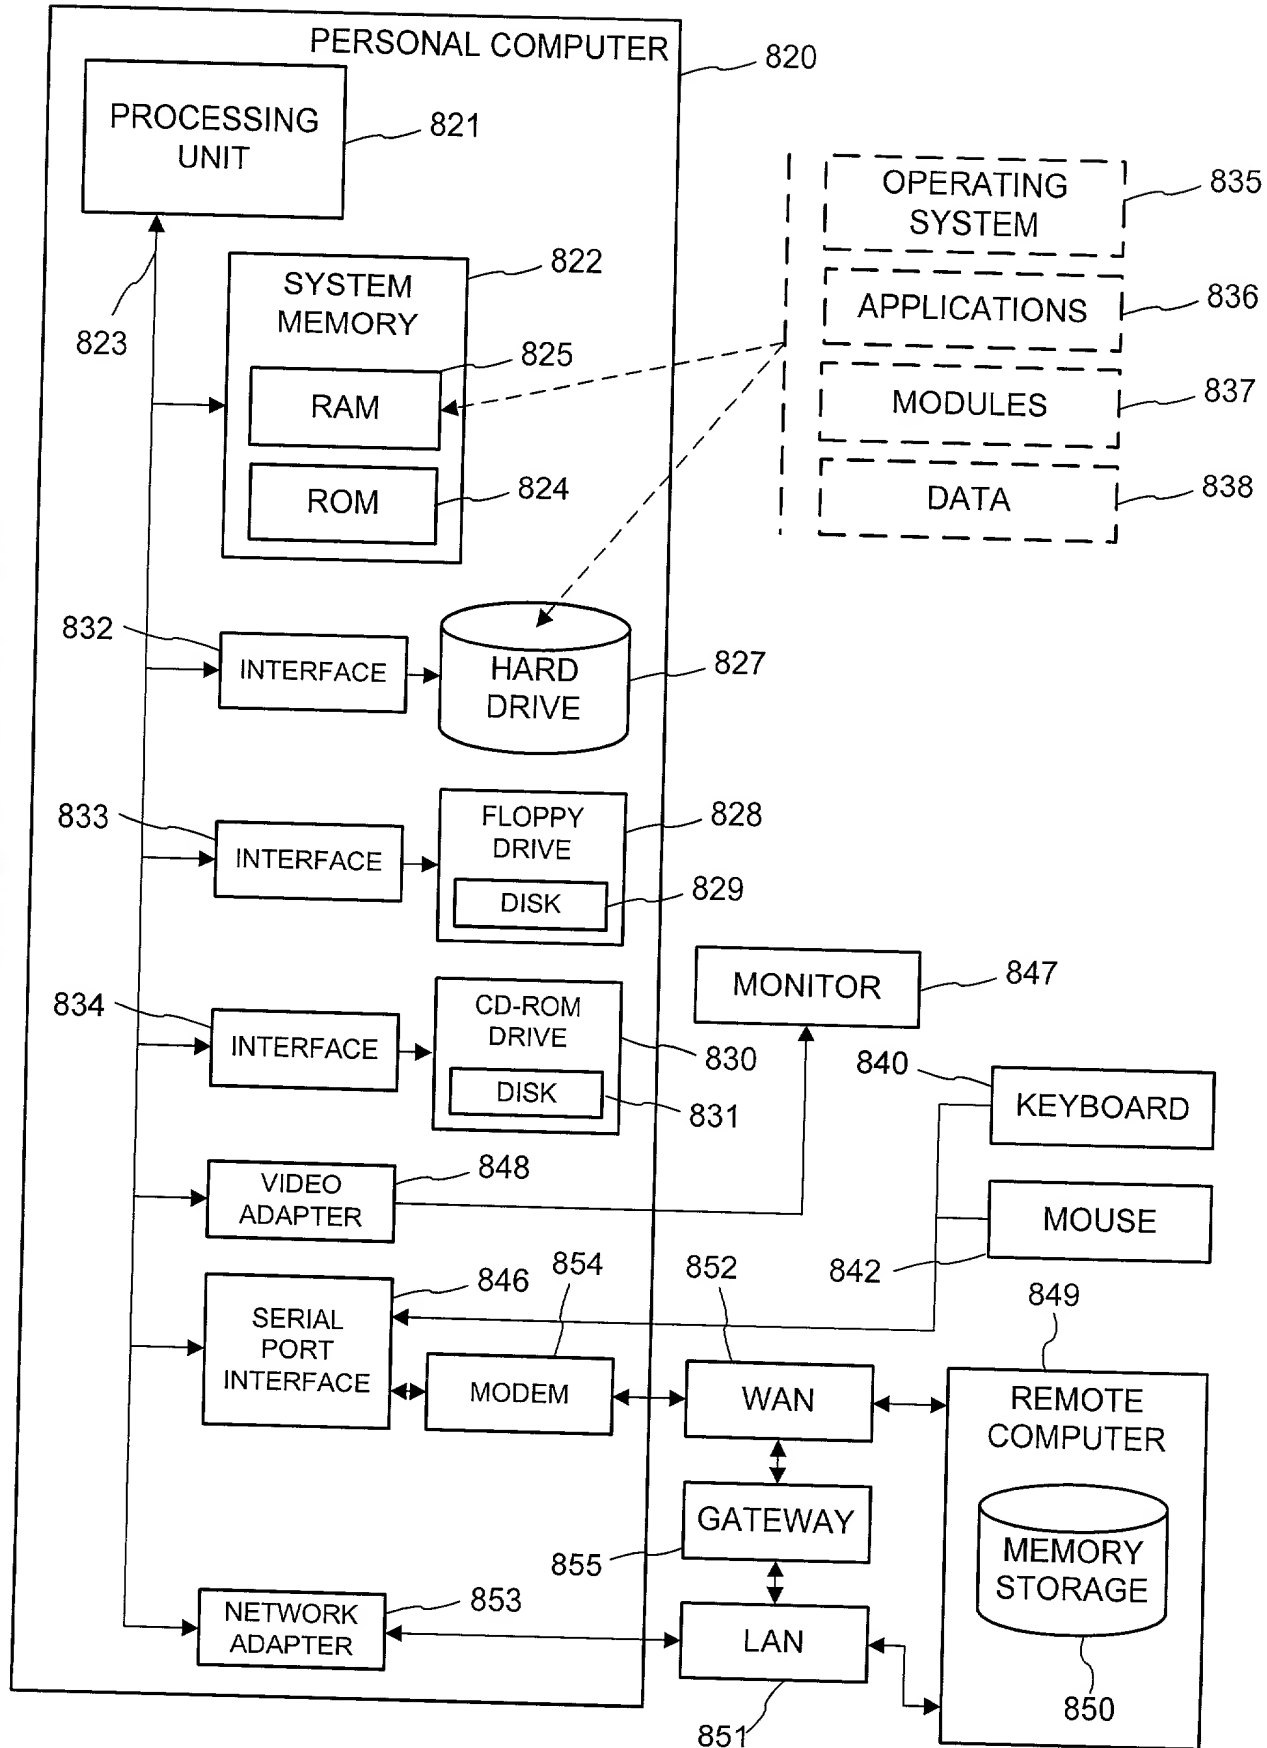 PERSONAL COMPUTER
820
PROCESSING
UNIT
821
823
SYSTEM
MEMORY
822
825
RAM
ROM
824
OPERATING
SYSTEM
835
APPLICATIONS
836
MODULES
837
DATA
838
832
INTERFACE
HARD
DRIVE
827
833
INTERFACE
FLOPPY
DRIVE
828
DISK
829
834
INTERFACE
CD-ROM
DRIVE
830
DISK
831
MONITOR
847
840
KEYBOARD
MOUSE
842
VIDEO
ADAPTER
848
SERIAL
PORT
INTERFACE
846
854
MODEM
852
WAN
849
REMOTE
COMPUTER
GATEWAY
855
MEMORY
STORAGE
850
NETWORK
ADAPTER
853
LAN
851